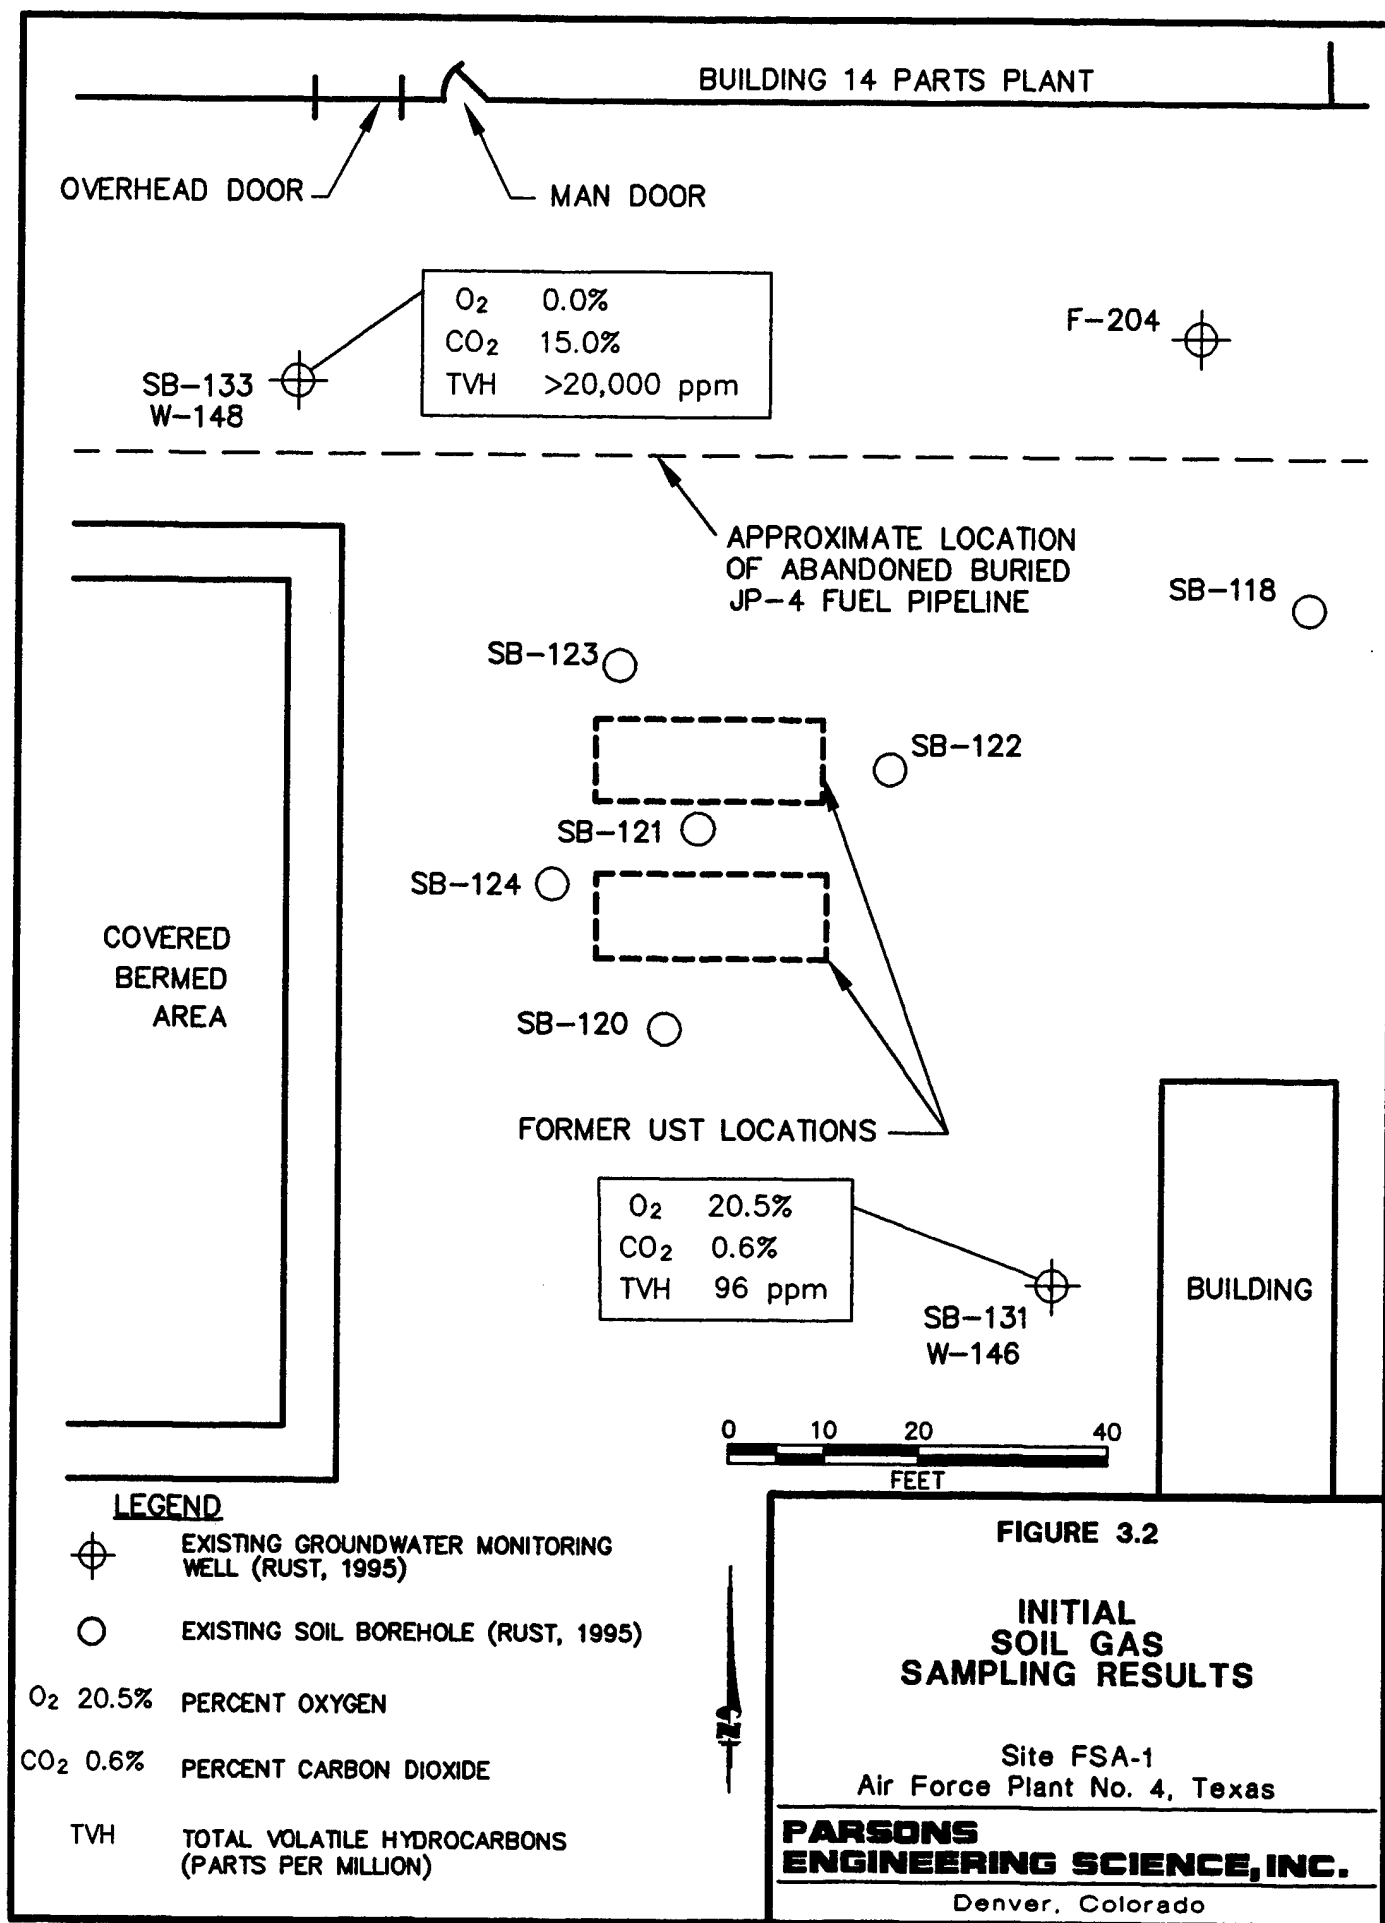 BUILDING 14 PARTS PLANT
OVERHEAD DOOR
MAN DOOR
O2 0.0%
CO2 15.0%
TVH >20,000 ppm
F-204
SB-133
W-148
APPROXIMATE LOCATION
OF ABANDONED BURIED
JP-4 FUEL PIPELINE
SB-118
SB-123
SB-122
SB-121
SB-124
COVERED
BERMED
AREA
SB-120
FORMER UST LOCATIONS
O2 20.5%
CO2 0.6%
TVH 96 ppm
BUILDING
SB-131
W-146
0 10 20 40
FEET
LEGEND
EXISTING GROUNDWATER MONITORING
WELL (RUST, 1995)
EXISTING SOIL BOREHOLE (RUST, 1995)
O2 20.5% PERCENT OXYGEN
CO2 0.6% PERCENT CARBON DIOXIDE
TVH TOTAL VOLATILE HYDROCARBONS
(PARTS PER MILLION)
N
FIGURE 3.2
INITIAL
SOIL GAS
SAMPLING RESULTS
Site FSA-1
Air Force Plant No. 4, Texas
PARSONS
ENGINEERING SCIENCE, INC.
Denver, Colorado